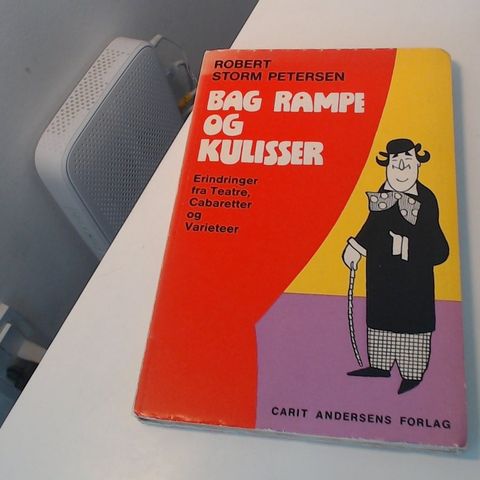 ROBERT
STORM PETERSEN
BAG RAMPE
OG
KULISSER
Erindringer
fra Teatre,
Cabaretter
og
Varieteer
CARIT ANDERSENS FORLAG